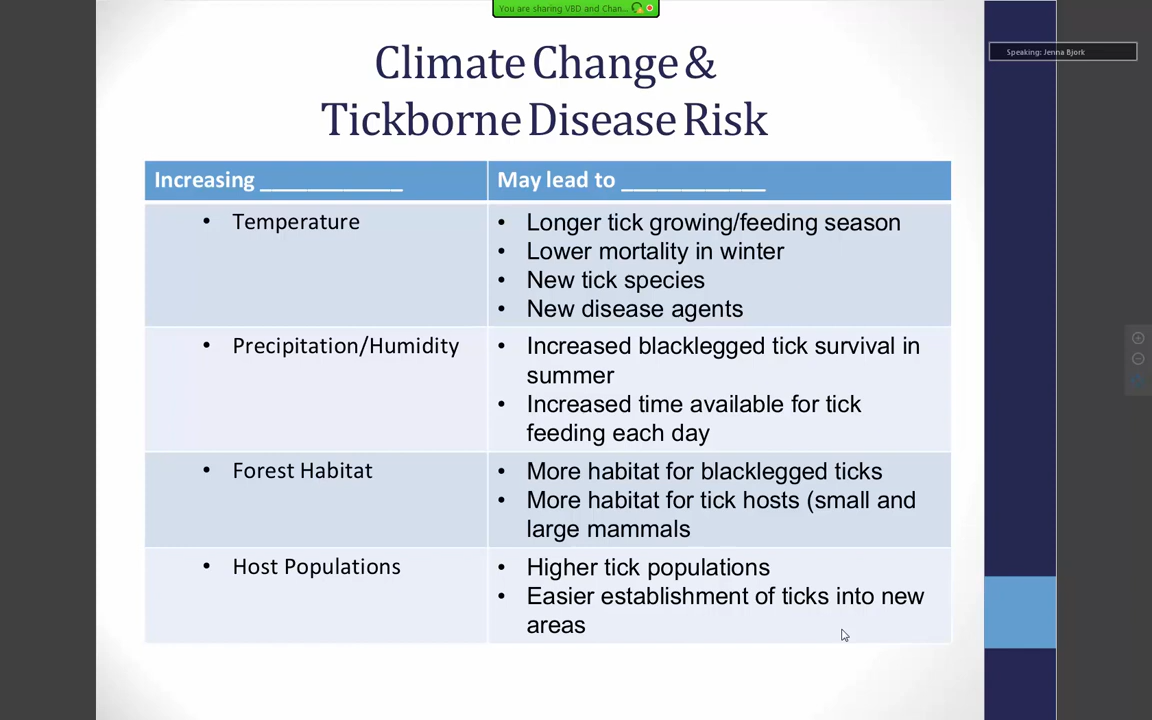 You are sharing VBD and Chan...
Speaking: Jenna Bjork
Climate Change &
Tickborne Disease Risk
Increasing ____________
May lead to ____________
• Temperature
• Longer tick growing/feeding season
• Lower mortality in winter
• New tick species
• New disease agents
• Precipitation/Humidity
• Increased blacklegged tick survival in
summer
• Increased time available for tick
feeding each day
• Forest Habitat
• More habitat for blacklegged ticks
• More habitat for tick hosts (small and
large mammals
• Host Populations
• Higher tick populations
• Easier establishment of ticks into new
areas